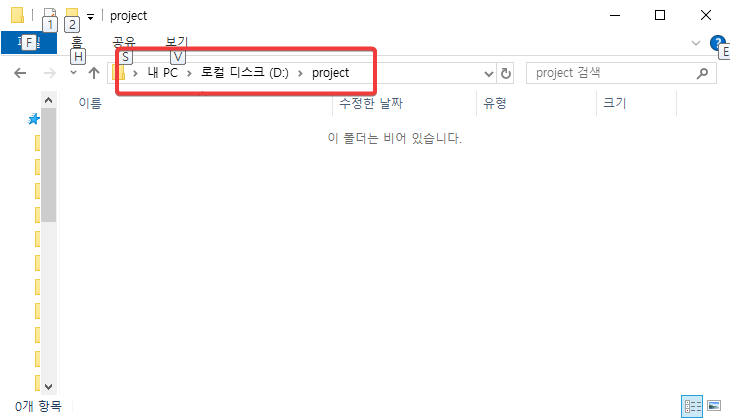 1 2 project
F 홈 공유 보기 ?
H S V E
내 PC 로컬 디스크 (D:) project project 검색
이름 수정한 날짜 유형 크기
이 폴더는 비어 있습니다.
0개 항목